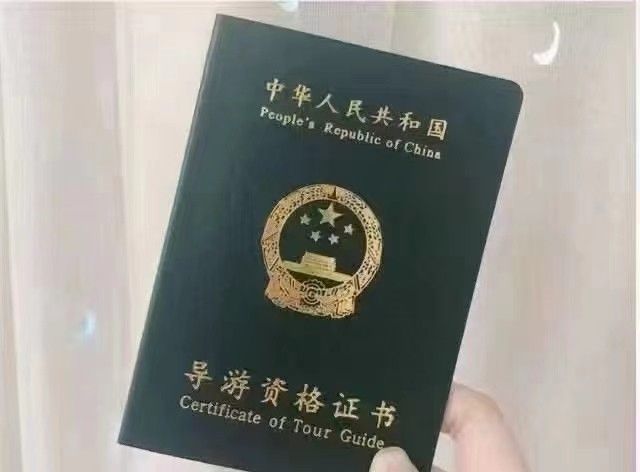 中华人民共和国
People's Republic of China
导游资格证书
Certificate of Tour Guide